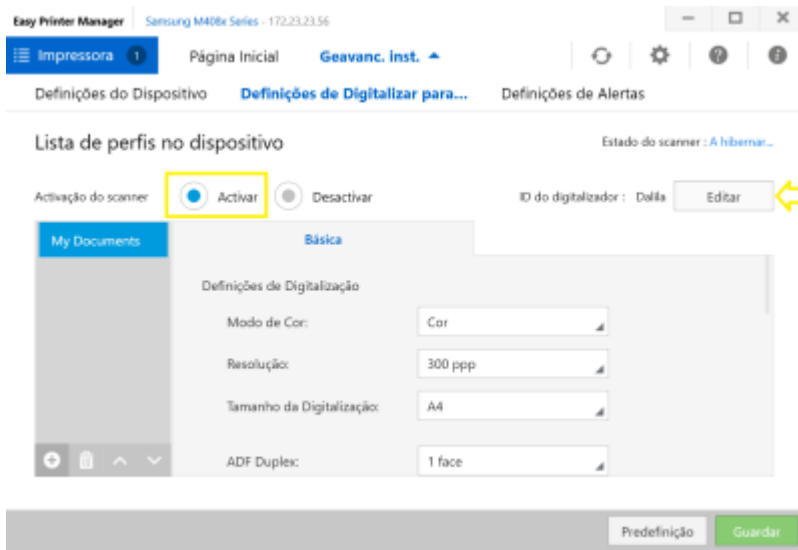 Easy Printer Manager Samsung M408x Series - 172.23.23.56
Impressora 1 Página Inicial Geavanc. inst.
Definições do Dispositivo Definições de Digitalizar para... Definições de Alertas
Lista de perfis no dispositivo Estado do scanner : A hibernar...
Activação do scanner Activar Desactivar ID do digitalizador : Dalila Editar
My Documents Básica
Definições de Digitalização
Modo de Cor: Cor
Resolução: 300 ppp
Tamanho da Digitalização: A4
ADF Duplex: 1 face
Predefinição Guardar